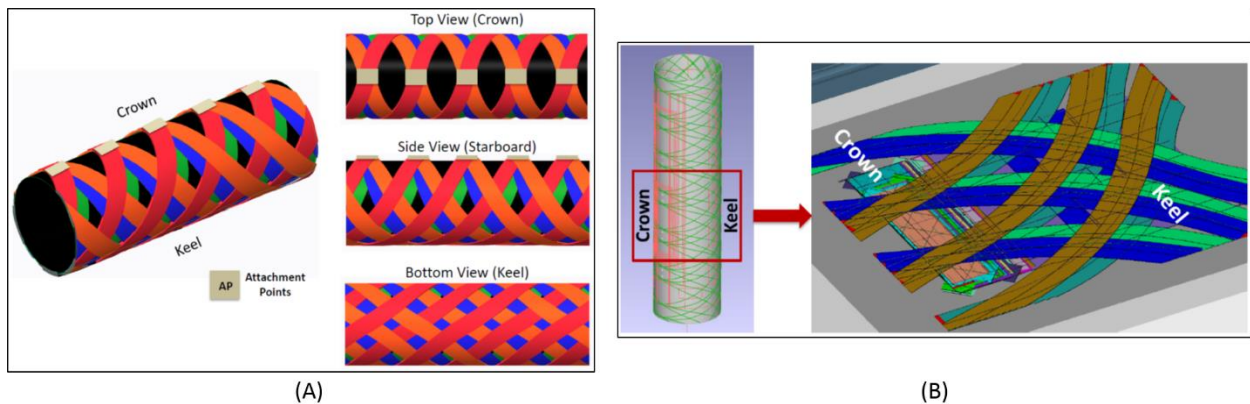 Crown
Keel
AP
Attachment
Points
Top View (Crown)
Side View (Starboard)
Bottom View (Keel)
Crown
Keel
Crown
Keel
(A)
(B)